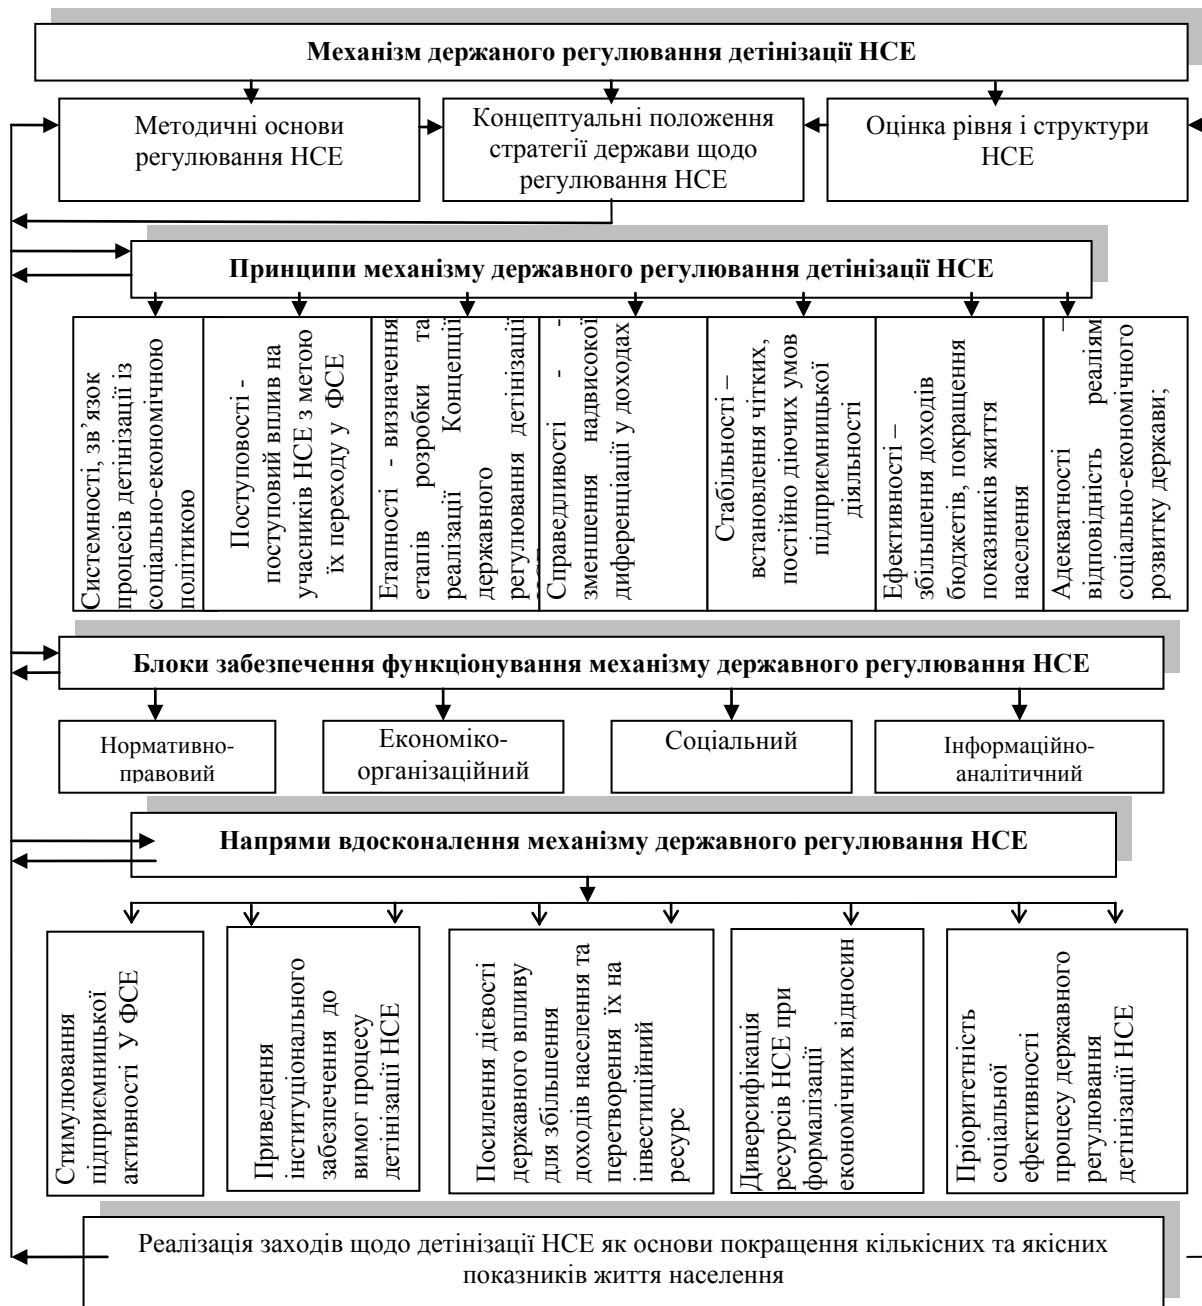 Механізм держаного регулювання детінізації НСЕ
Методичні основи
регулювання НСЕ
Концептуальні положення
стратегії держави щодо
регулювання НСЕ
Оцінка рівня і структури
НСЕ
Принципи механізму державного регулювання детінізації НСЕ
Системності, зв’язок
процесів детінізації із
соціально-економічною
політикою
Поступовості -
поступовий вплив на
учасників НСЕ з метою
їх переходу у ФСЕ
Етапності - визначення
етапів розробки та
реалізації Концепції
державного
регулювання детінізації
Справедливості - -
зменшення надвисокої
диференціації у доходах
Стабільності –
встановлення чітких,
постійно діючих умов
підприємницької
діяльності
Ефективності –
збільшення доходів
бюджетів, покращення
показників життя
населення
Адекватності –
відповідність реаліям
соціально-економічного
розвитку держави;
Блоки забезпечення функціонування механізму державного регулювання НСЕ
Нормативно-
правовий
Економіко-
організаційний
Соціальний
Інформаційно-
аналітичний
Напрями вдосконалення механізму державного регулювання НСЕ
Стимулювання
підприємницької
активності У ФСЕ
Приведення
інституціонального
забезпечення до
вимог процесу
детінізації НСЕ
Посилення дієвості
державного впливу
для збільшення
доходів населення та
перетворення їх на
інвестиційний
ресурс
Диверсифікація
ресурсів НСЕ при
формалізації
економічних відносин
Пріоритетність
соціальної
ефективності
процесу державного
регулювання
детінізації НСЕ
Реалізація заходів щодо детінізації НСЕ як основи покращення кількісних та якісних
показників життя населення